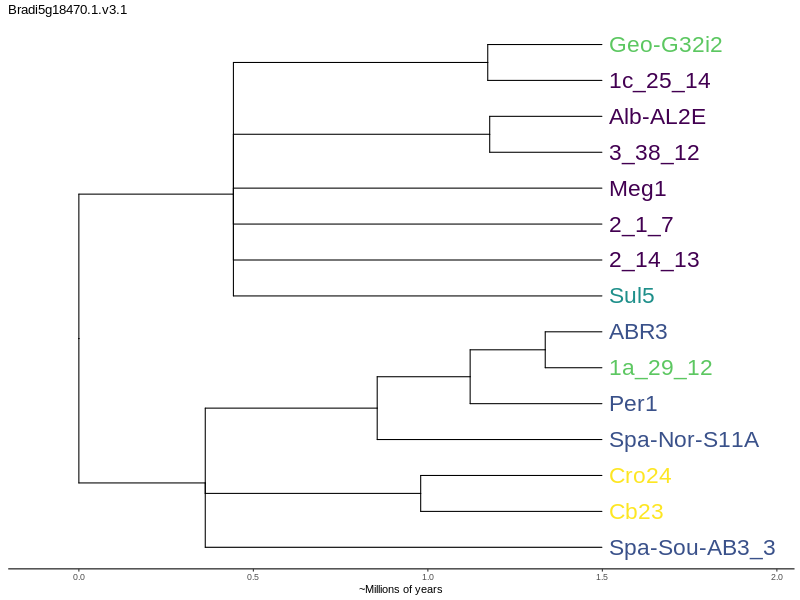 Bradi5g18470.1.v3.1
Geo-G32i2
1c_25_14
Alb-AL2E
3_38_12
Meg1
2_1_7
2_14_13
Sul5
ABR3
1a_29_12
Per1
Spa-Nor-S11A
Cro24
Cb23
Spa-Sou-AB3_3
0.0 0.5 1.0 1.5 2.0
~Millions of years